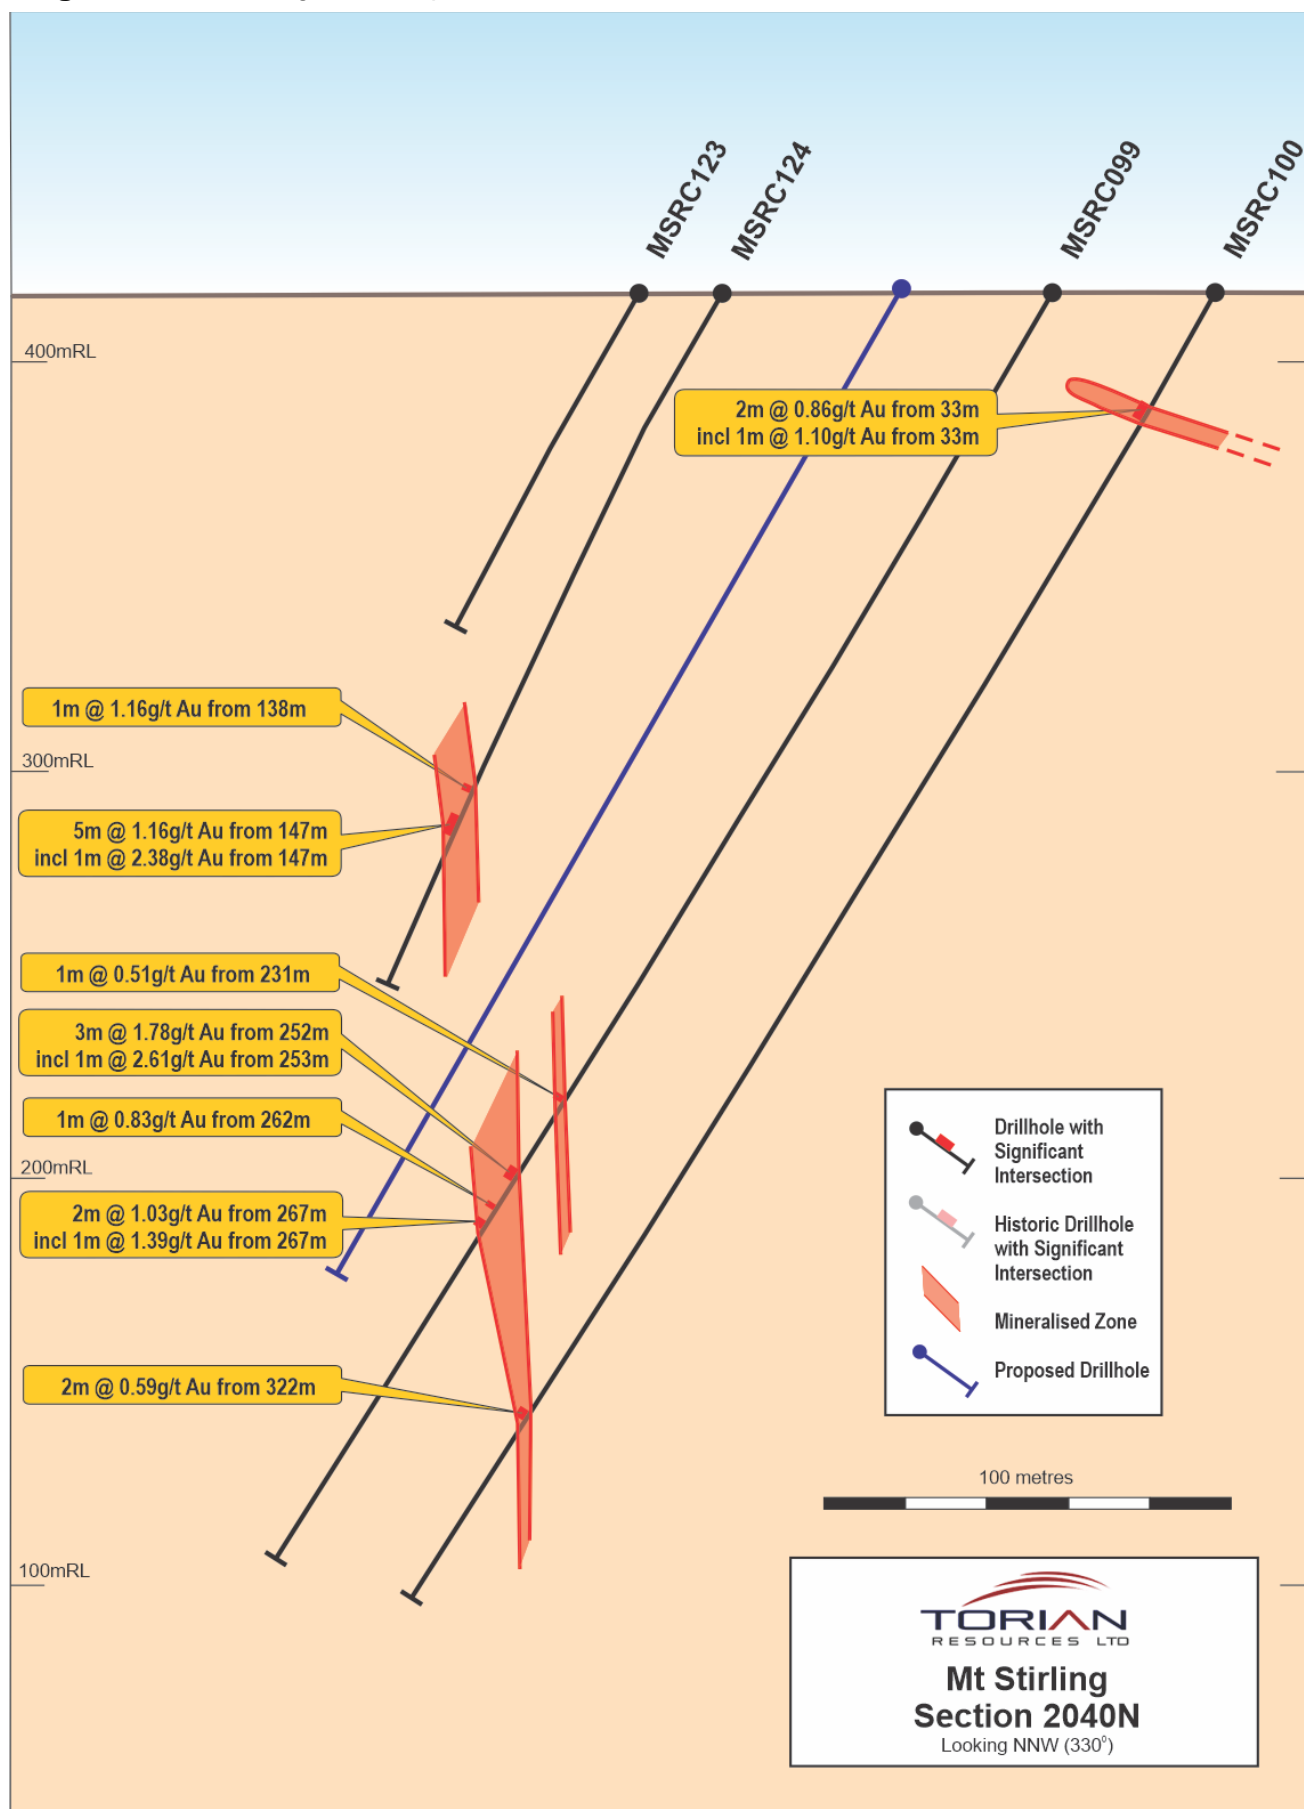 MSRC123
MSRC124
MSRC099
MSRC100
400mRL
2m @ 0.86g/t Au from 33m
incl 1m @ 1.10g/t Au from 33m
1m @ 1.16g/t Au from 138m
300mRL
5m @ 1.16g/t Au from 147m
incl 1m @ 2.38g/t Au from 147m
1m @ 0.51g/t Au from 231m
3m @ 1.78g/t Au from 252m
incl 1m @ 2.61g/t Au from 253m
1m @ 0.83g/t Au from 262m
200mRL
2m @ 1.03g/t Au from 267m
incl 1m @ 1.39g/t Au from 267m
2m @ 0.59g/t Au from 322m
100mRL
Drillhole with
Significant
Intersection
Historic Drillhole
with Significant
Intersection
Mineralised Zone
Proposed Drillhole
100 metres
TORIAN
RESOURCES LTD
Mt Stirling
Section 2040N
Looking NNW (330⁰)